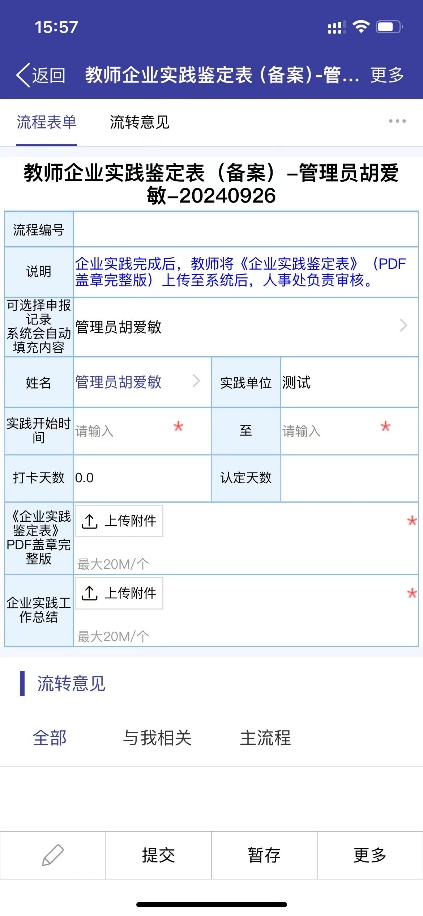 15:57
返回 教师企业实践鉴定表（备案）-管... 更多
流程表单 流转意见
教师企业实践鉴定表（备案）-管理员胡爱
敏-20240926
流程编号
说明
企业实践完成后，教师将《企业实践鉴定表》（PDF
盖章完整版）上传至系统后，人事处负责审核。
可选择申报
记录
系统会自动
填充内容
管理员胡爱敏
姓名 管理员胡爱敏 实践单位 测试
实践开始时
间
请输入 * 至 请输入 *
打卡天数 0.0 认定天数
《企业实践
鉴定表》
PDF盖章完
整版
上传附件 *
最大20M/个
企业实践工
作总结
上传附件 *
最大20M/个
流转意见
全部 与我相关 主流程
提交 暂存 更多